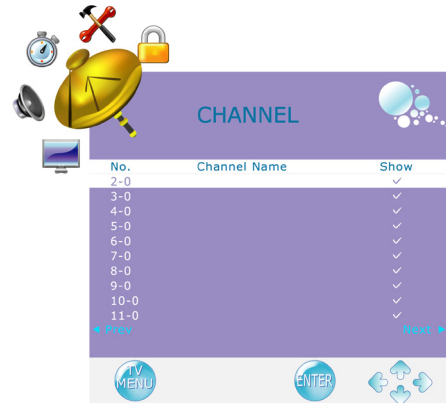 CHANNEL
No. Channel Name Show
2-0
3-0
4-0
5-0
6-0
7-0
8-0
9-0
10-0
11-0
Prev Next
TV
MENU ENTER